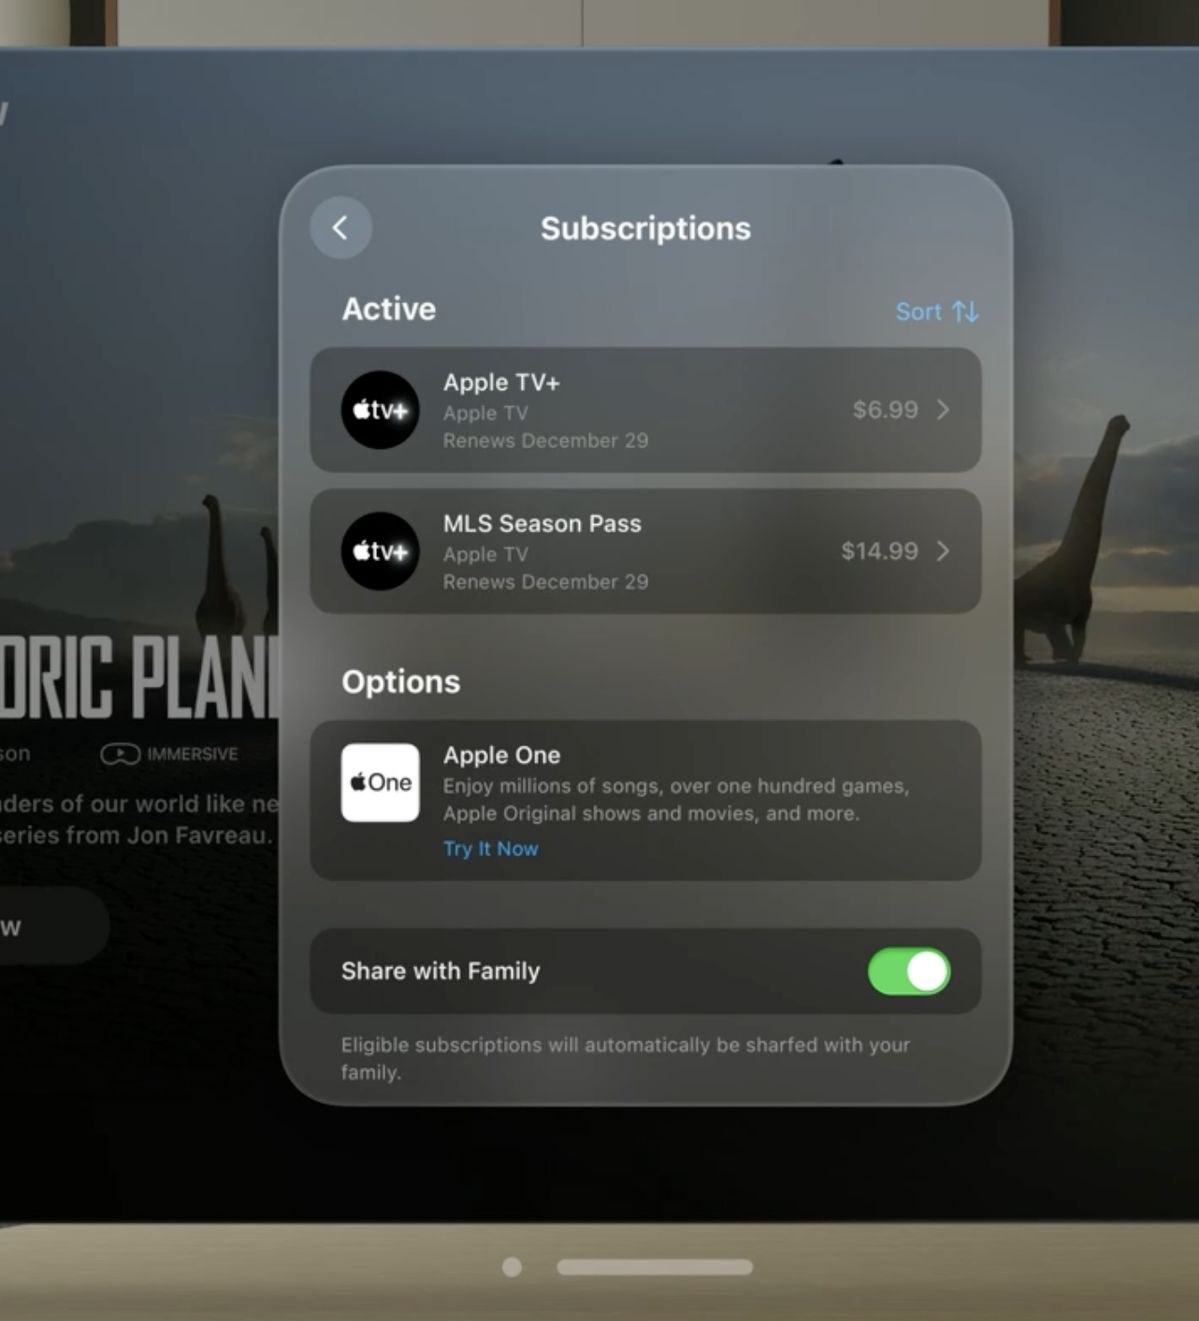 Subscriptions
Active
Sort
tv+
Apple TV+
Apple TV
Renews December 29
$6.99
tv+
MLS Season Pass
Apple TV
Renews December 29
$14.99
Options
One
Apple One
Enjoy millions of songs, over one hundred games,
Apple Original shows and movies, and more.
Try It Now
Share with Family
Eligible subscriptions will automatically be sharfed with your
family.
ORIC PLAN
son
IMMERSIVE
ders of our world like ne
series from Jon Favreau.
w